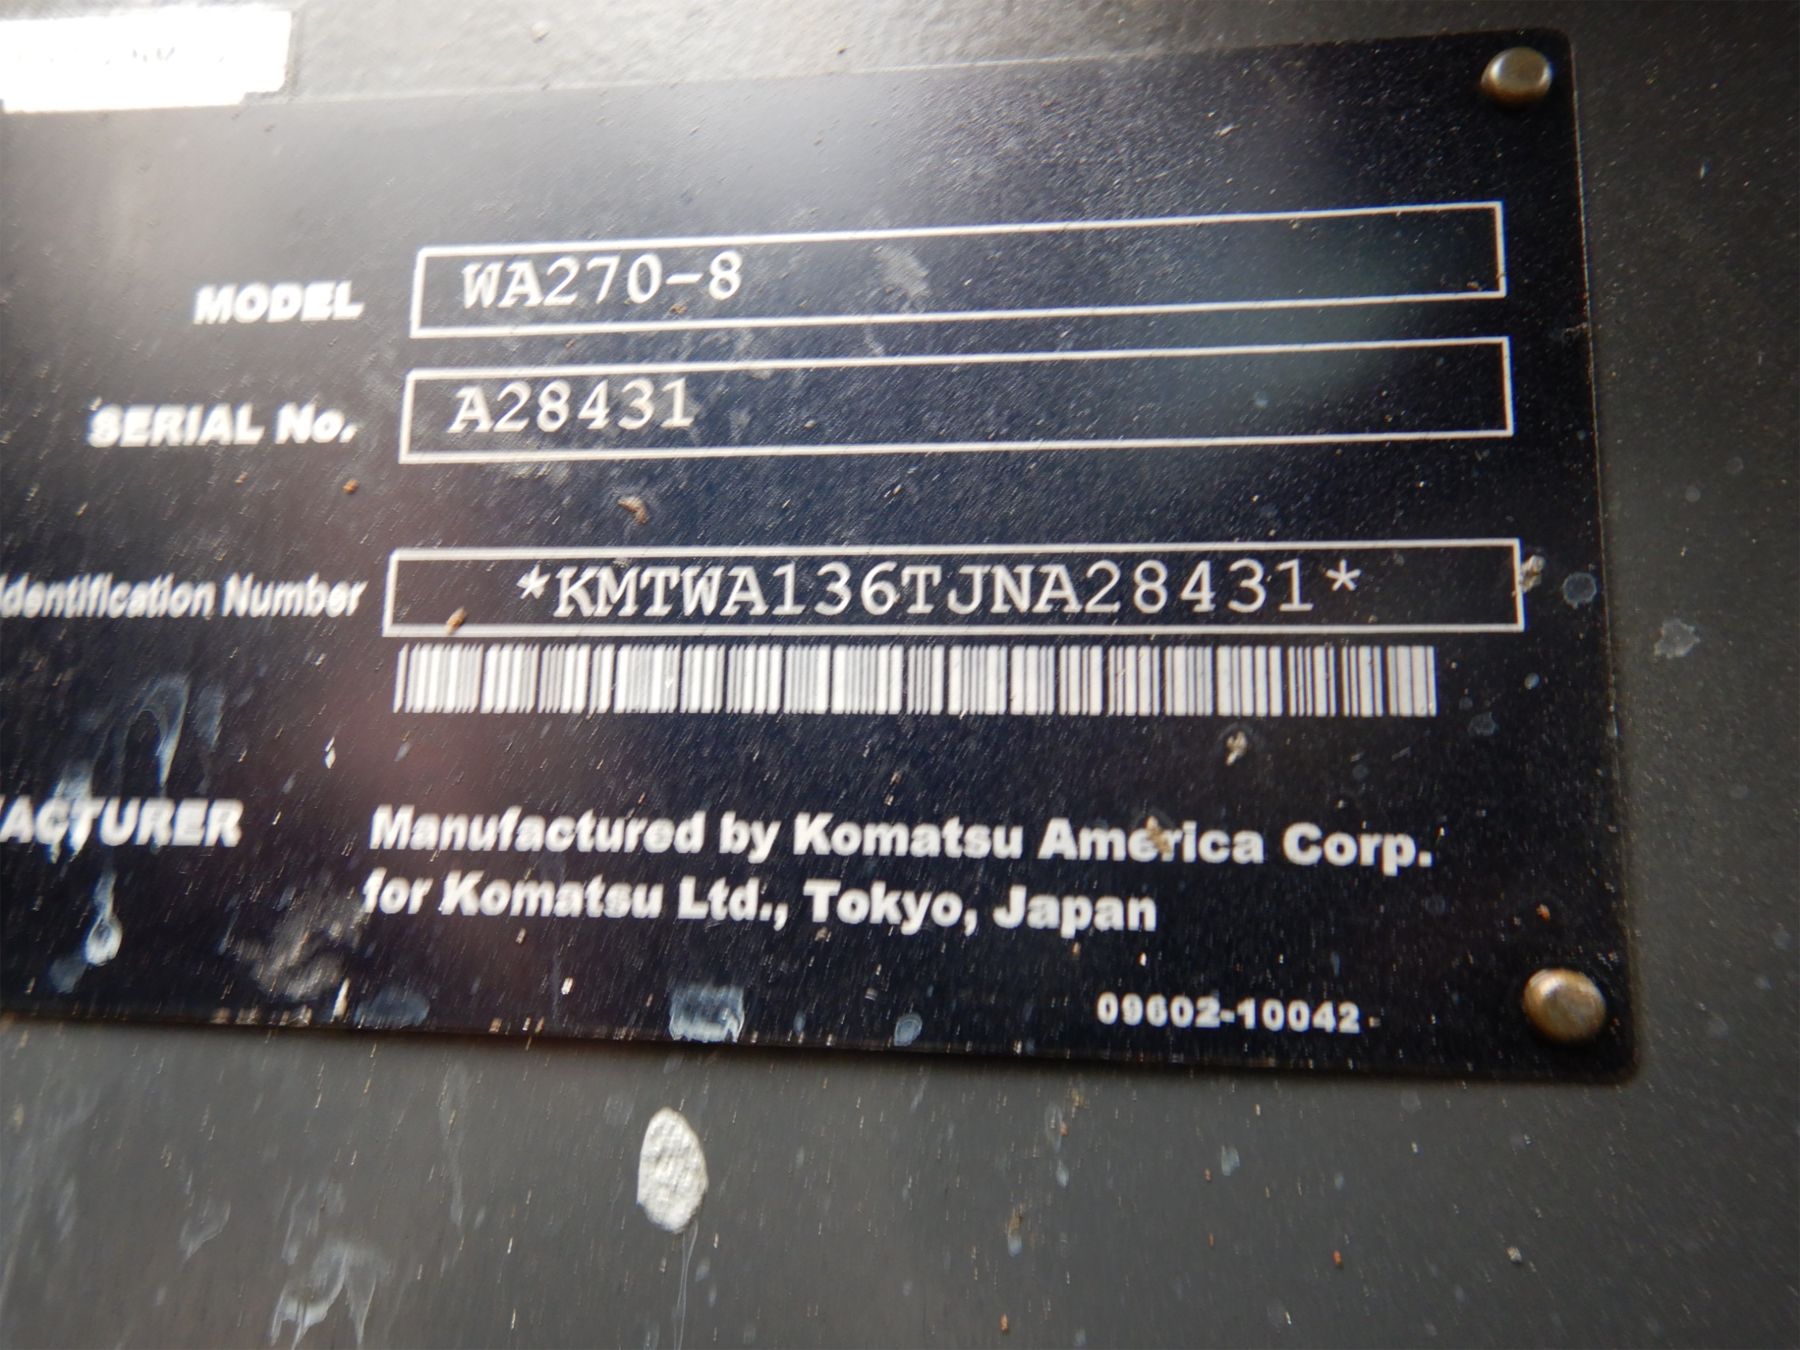 MODEL WA270-8
SERIAL No. A28431
Identification Number *KMTWA136TJNA28431*
ACTURER Manufactured by Komatsu America Corp.
for Komatsu Ltd., Tokyo, Japan
09602-10042